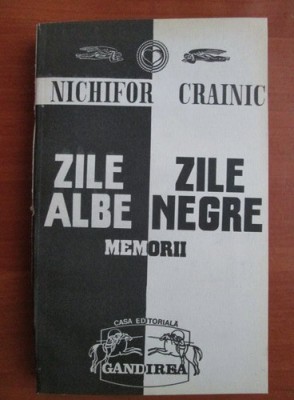 NICHIFOR CRAINIC
ZILE ZILE
ALBE NEGRE
MEMORII
CASA EDITORIALĂ
GÂNDIREA